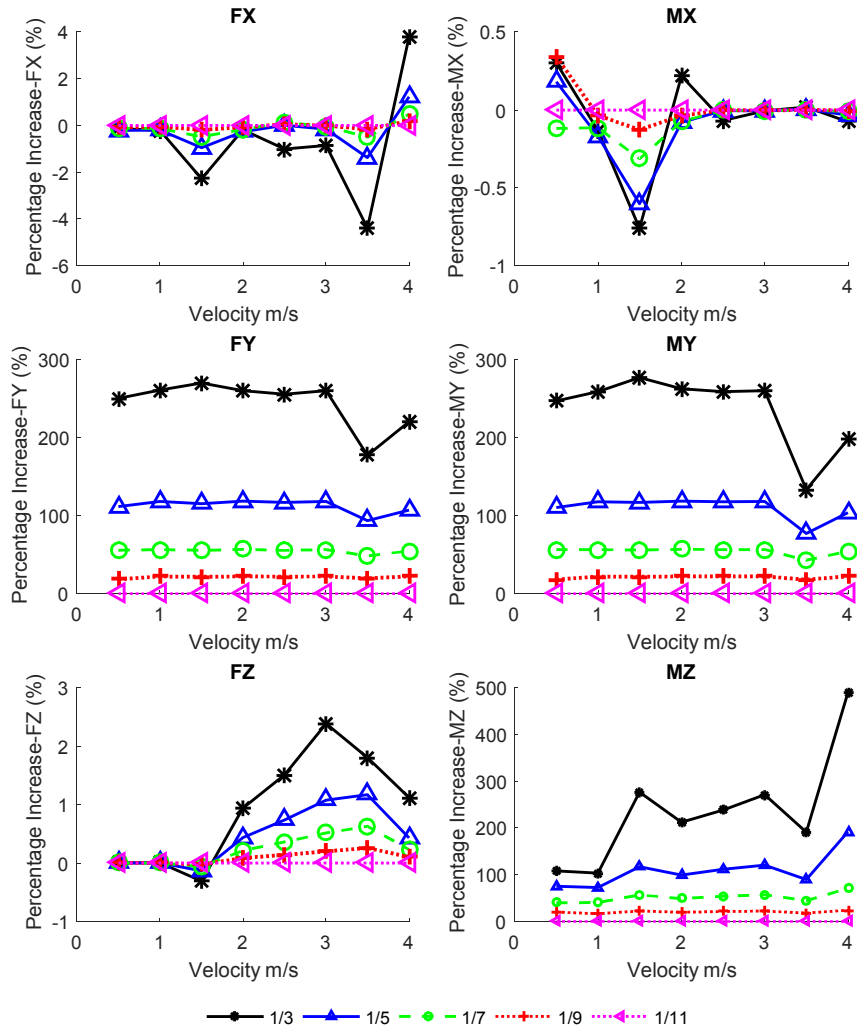 FX
Percentage Increase-FX (%)
4
2
0
-2
-4
-6
0 1 2 3 4
Velocity m/s
MX
Percentage Increase-MX (%)
0.5
0
-0.5
-1
0 1 2 3 4
Velocity m/s
FY
Percentage Increase-FY (%)
300
200
100
0
0 1 2 3 4
Velocity m/s
MY
Percentage Increase-MY (%)
300
200
100
0
0 1 2 3 4
Velocity m/s
FZ
Percentage Increase-FZ (%)
3
2
1
0
-1
0 1 2 3 4
Velocity m/s
MZ
Percentage Increase-MZ (%)
500
400
300
200
100
0
0 1 2 3 4
Velocity m/s
1/3 1/5 1/7 1/9 1/11